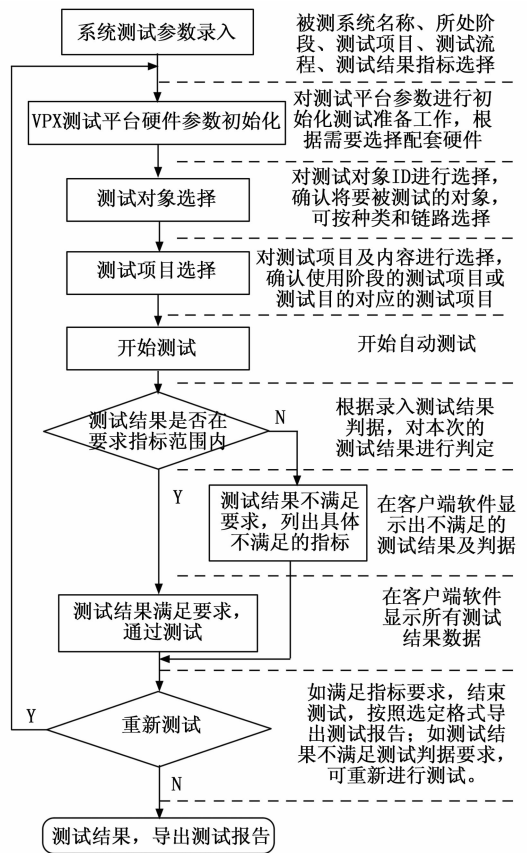 系统测试参数录入
被测系统名称、所处阶
段、测试项目、测试流
程、测试结果指标选择
VPX测试平台硬件参数初始化
对测试平台参数进行初
始化测试准备工作，根
据需要选择配套硬件
测试对象选择
对测试对象ID进行选择，
确认将要被测试的对象，
可按种类和链路选择
测试项目选择
对测试项目及内容进行选择，
确认使用阶段的测试项目或
测试目的对应的测试项目
开始测试
开始自动测试
测试结果是否在
要求指标范围内
N
Y
根据录入测试结果
判据，对本次的
测试结果进行判定
测试结果不满足
要求，列出具体
不满足的指标
在客户端软件显
示出不满足的
测试结果及判据
测试结果满足要求，
通过测试
在客户端软件
显示所有测试
结果数据
重新测试
Y
N
如满足指标要求，结束
测试，按照选定格式导
出测试报告；如测试结
果不满足测试判据要求，
可重新进行测试。
测试结果，导出测试报告